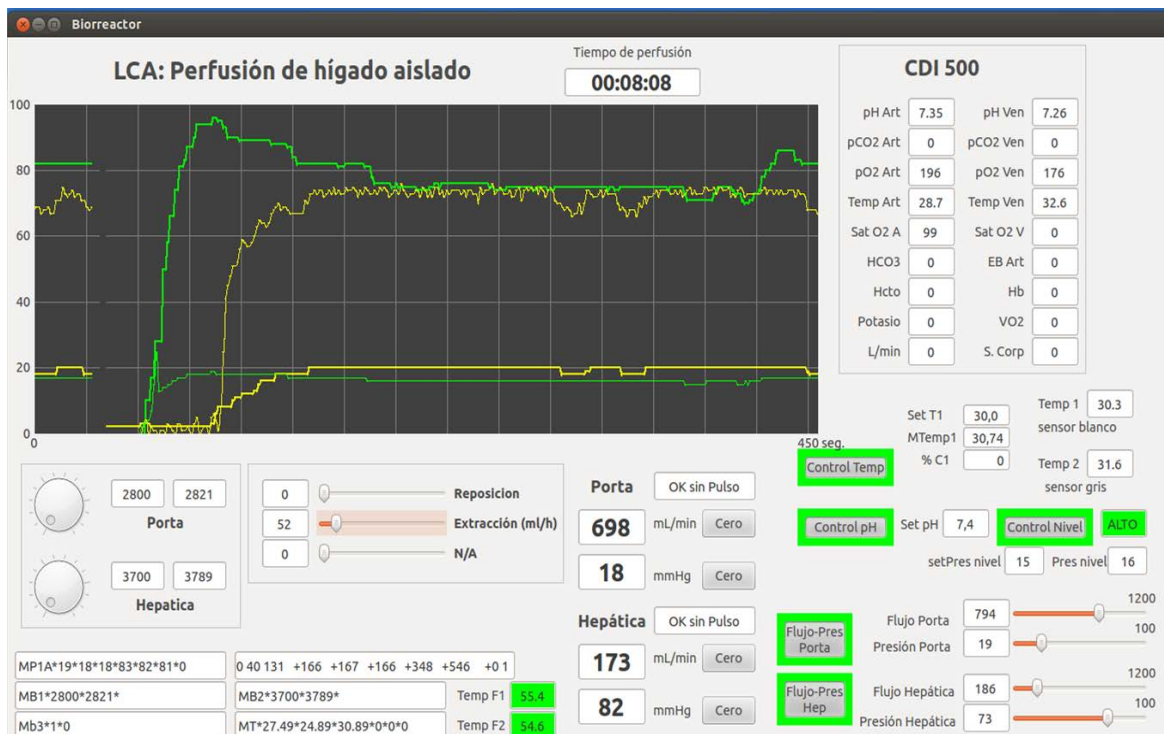 Biorreactor
LCA: Perfusión de hígado aislado
Tiempo de perfusión
00:08:08
100
80
60
40
20
0
0
450 seg.
CDI 500
pH Art 7.35 pH Ven 7.26
pCO2 Art 0 pCO2 Ven 0
pO2 Art 196 pO2 Ven 176
Temp Art 28.7 Temp Ven 32.6
Sat O2 A 99 Sat O2 V 0
HCO3 0 EB Art 0
Hcto 0 Hb 0
Potasio 0 VO2 0
L/min 0 S. Corp 0
Set T1 30,0
MTemp1 30,74
% C1 0
Temp 1 30.3
sensor blanco
Temp 2 31.6
sensor gris
Control Temp
Control pH
Set pH 7,4
Control Nivel
ALTO
setPres nivel 15 Pres nivel 16
2800 2821
Porta
3700 3789
Hepatica
0 Reposicion
52 Extracción (ml/h)
0 N/A
Porta OK sin Pulso
698 mL/min Cero
18 mmHg Cero
Hepática OK sin Pulso
173 mL/min Cero
82 mmHg Cero
Flujo-Pres
Porta
Flujo Porta 794 1200
Presión Porta 19 100
Flujo-Pres
Hep
Flujo Hepática 186 1200
Presión Hepática 73 100
MP1A*19*18*18*83*82*81*0
0 40 131 +166 +167 +166 +348 +546 +0 1
MB1*2800*2821*
MB2*3700*3789*
Temp F1 55.4
Mb3*1*0
MT*27.49*24.89*30.89*0*0*0
Temp F2 54.6